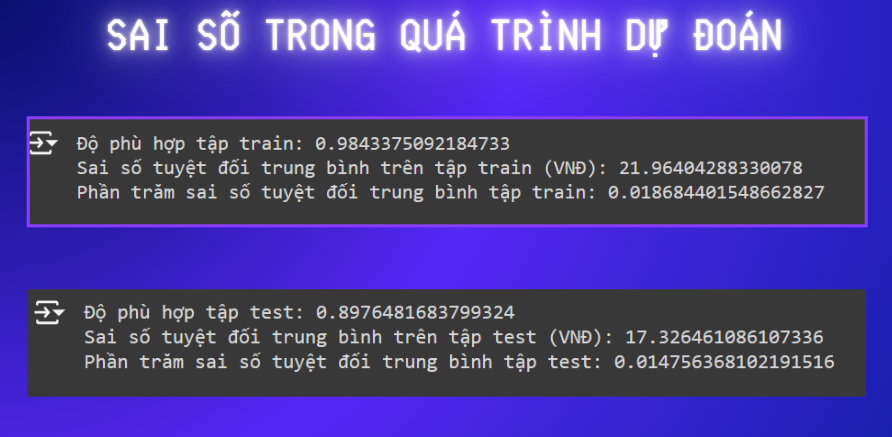 SAI SỐ TRONG QUÁ TRÌNH DỰ ĐOÁN
Độ phù hợp tập train: 0.9843375092184733
Sai số tuyệt đối trung bình trên tập train (VNĐ): 21.96404288330078
Phần trăm sai số tuyệt đối trung bình tập train: 0.018684401548662827
Độ phù hợp tập test: 0.8976481683799324
Sai số tuyệt đối trung bình trên tập test (VNĐ): 17.326461086107336
Phần trăm sai số tuyệt đối trung bình tập test: 0.014756368102191516